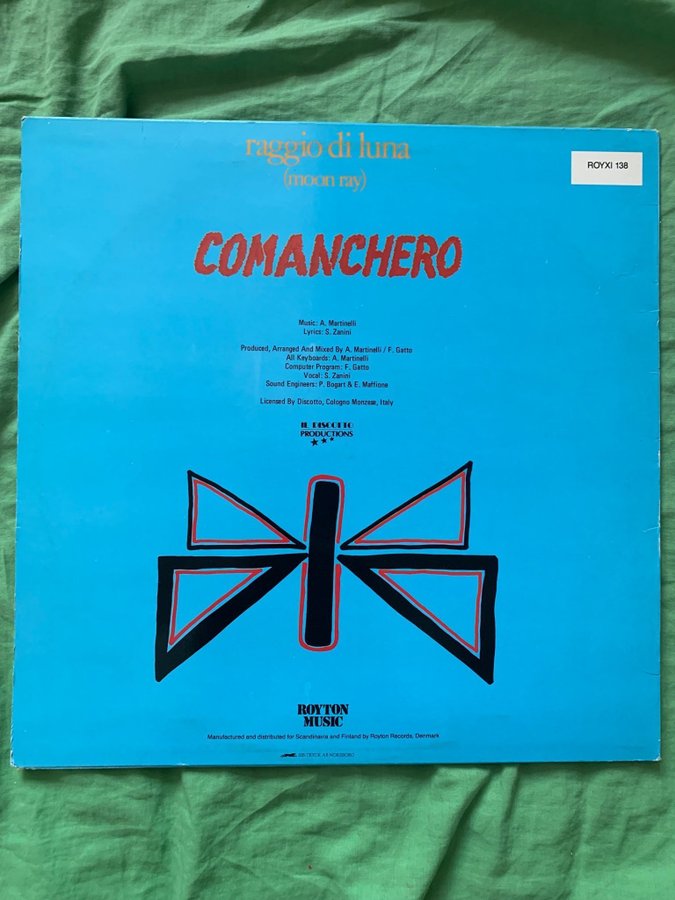 raggio di luna
(moon ray)
ROYXI 138
COMANCHERO
Music: A. Martinelli
Lyrics: S. Zanini
Produced, Arranged And Mixed By A. Martinelli / F. Gatto
All Keyboards: A. Martinelli
Computer Program: F. Gatto
Vocal: S. Zanini
Sound Engineers: P. Bogart & E. Maffione
Licensed By Discotto, Cologno Monzese, Italy
IL DISCOTTO
PRODUCTIONS
ROYTON
MUSIC
Manufactured and distributed for Scandinavia and Finland by Royton Records, Denmark